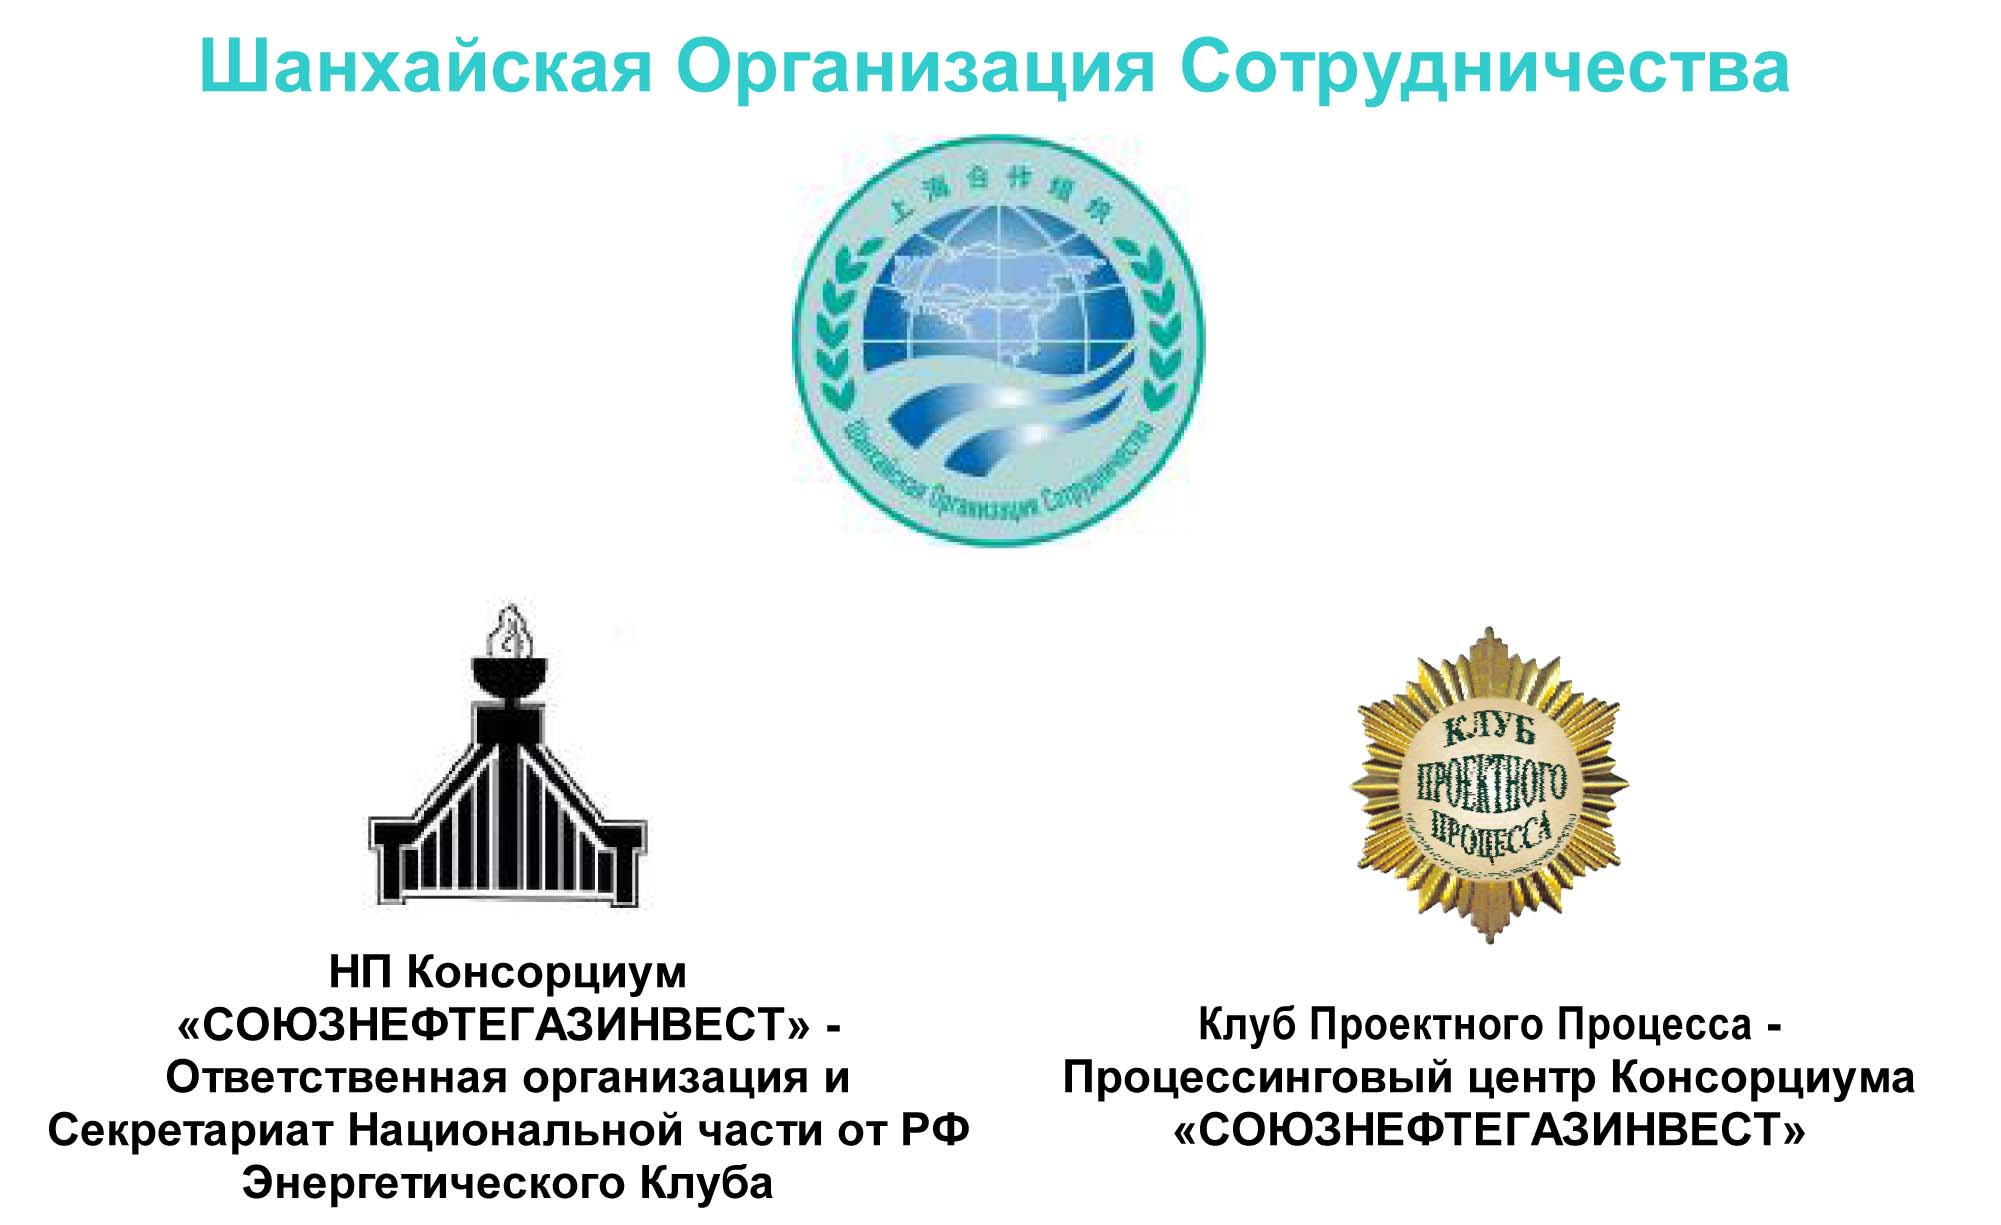 Шанхайская Организация Сотрудничества
上海合作组织
Шанхайская Организация Сотрудничества
КЛУБ
ПРОЕКТНОГО
ПРОЦЕССА
НП Консорциум
«СОЮЗНЕФТЕГАЗИНВЕСТ» -
Ответственная организация и
Секретариат Национальной части от РФ
Энергетического Клуба
Клуб Проектного Процесса -
Процессинговый центр Консорциума
«СОЮЗНЕФТЕГАЗИНВЕСТ»